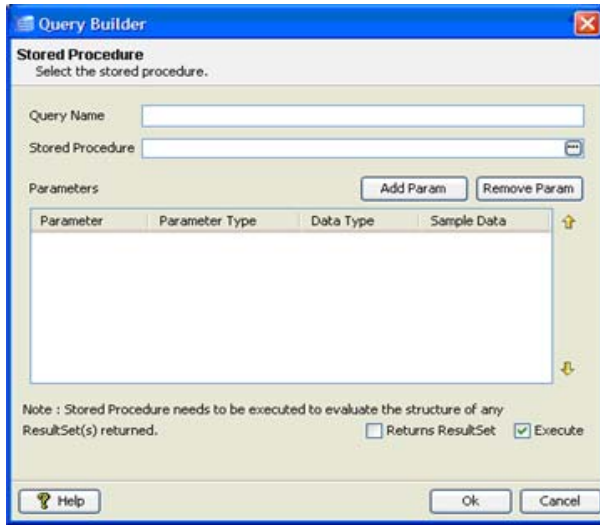 Query Builder
Stored Procedure
Select the stored procedure.
Query Name
Stored Procedure
Parameters Add Param Remove Param
Parameter Parameter Type Data Type Sample Data
Note : Stored Procedure needs to be executed to evaluate the structure of any
ResultSet(s) returned. Returns ResultSet Execute
? Help Ok Cancel